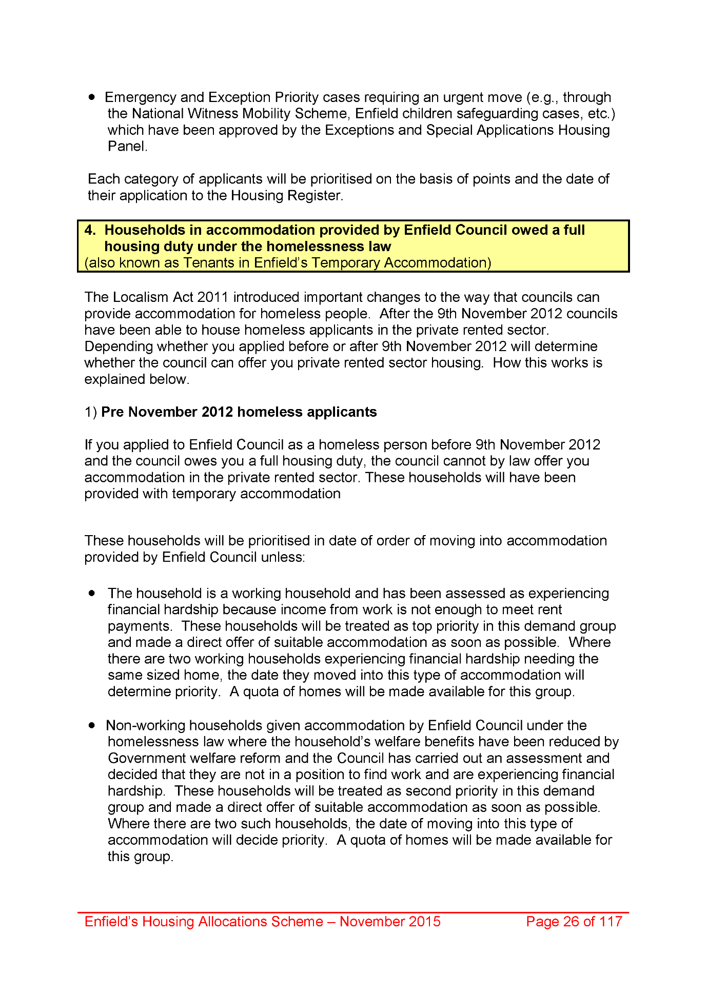 • Emergency and Exception Priority cases requiring an urgent move (e.g., through
the National Witness Mobility Scheme, Enfield children safeguarding cases, etc.)
which have been approved by the Exceptions and Special Applications Housing
Panel.
Each category of applicants will be prioritised on the basis of points and the date of
their application to the Housing Register.
4. Households in accommodation provided by Enfield Council owed a full
housing duty under the homelessness law
(also known as Tenants in Enfield’s Temporary Accommodation)
The Localism Act 2011 introduced important changes to the way that councils can
provide accommodation for homeless people. After the 9th November 2012 councils
have been able to house homeless applicants in the private rented sector.
Depending whether you applied before or after 9th November 2012 will determine
whether the council can offer you private rented sector housing. How this works is
explained below.
1) Pre November 2012 homeless applicants
If you applied to Enfield Council as a homeless person before 9th November 2012
and the council owes you a full housing duty, the council cannot by law offer you
accommodation in the private rented sector. These households will have been
provided with temporary accommodation
These households will be prioritised in date of order of moving into accommodation
provided by Enfield Council unless:
• The household is a working household and has been assessed as experiencing
financial hardship because income from work is not enough to meet rent
payments. These households will be treated as top priority in this demand group
and made a direct offer of suitable accommodation as soon as possible. Where
there are two working households experiencing financial hardship needing the
same sized home, the date they moved into this type of accommodation will
determine priority. A quota of homes will be made available for this group.
• Non-working households given accommodation by Enfield Council under the
homelessness law where the household’s welfare benefits have been reduced by
Government welfare reform and the Council has carried out an assessment and
decided that they are not in a position to find work and are experiencing financial
hardship. These households will be treated as second priority in this demand
group and made a direct offer of suitable accommodation as soon as possible.
Where there are two such households, the date of moving into this type of
accommodation will decide priority. A quota of homes will be made available for
this group.
Enfield’s Housing Allocations Scheme – November 2015 Page 26 of 117